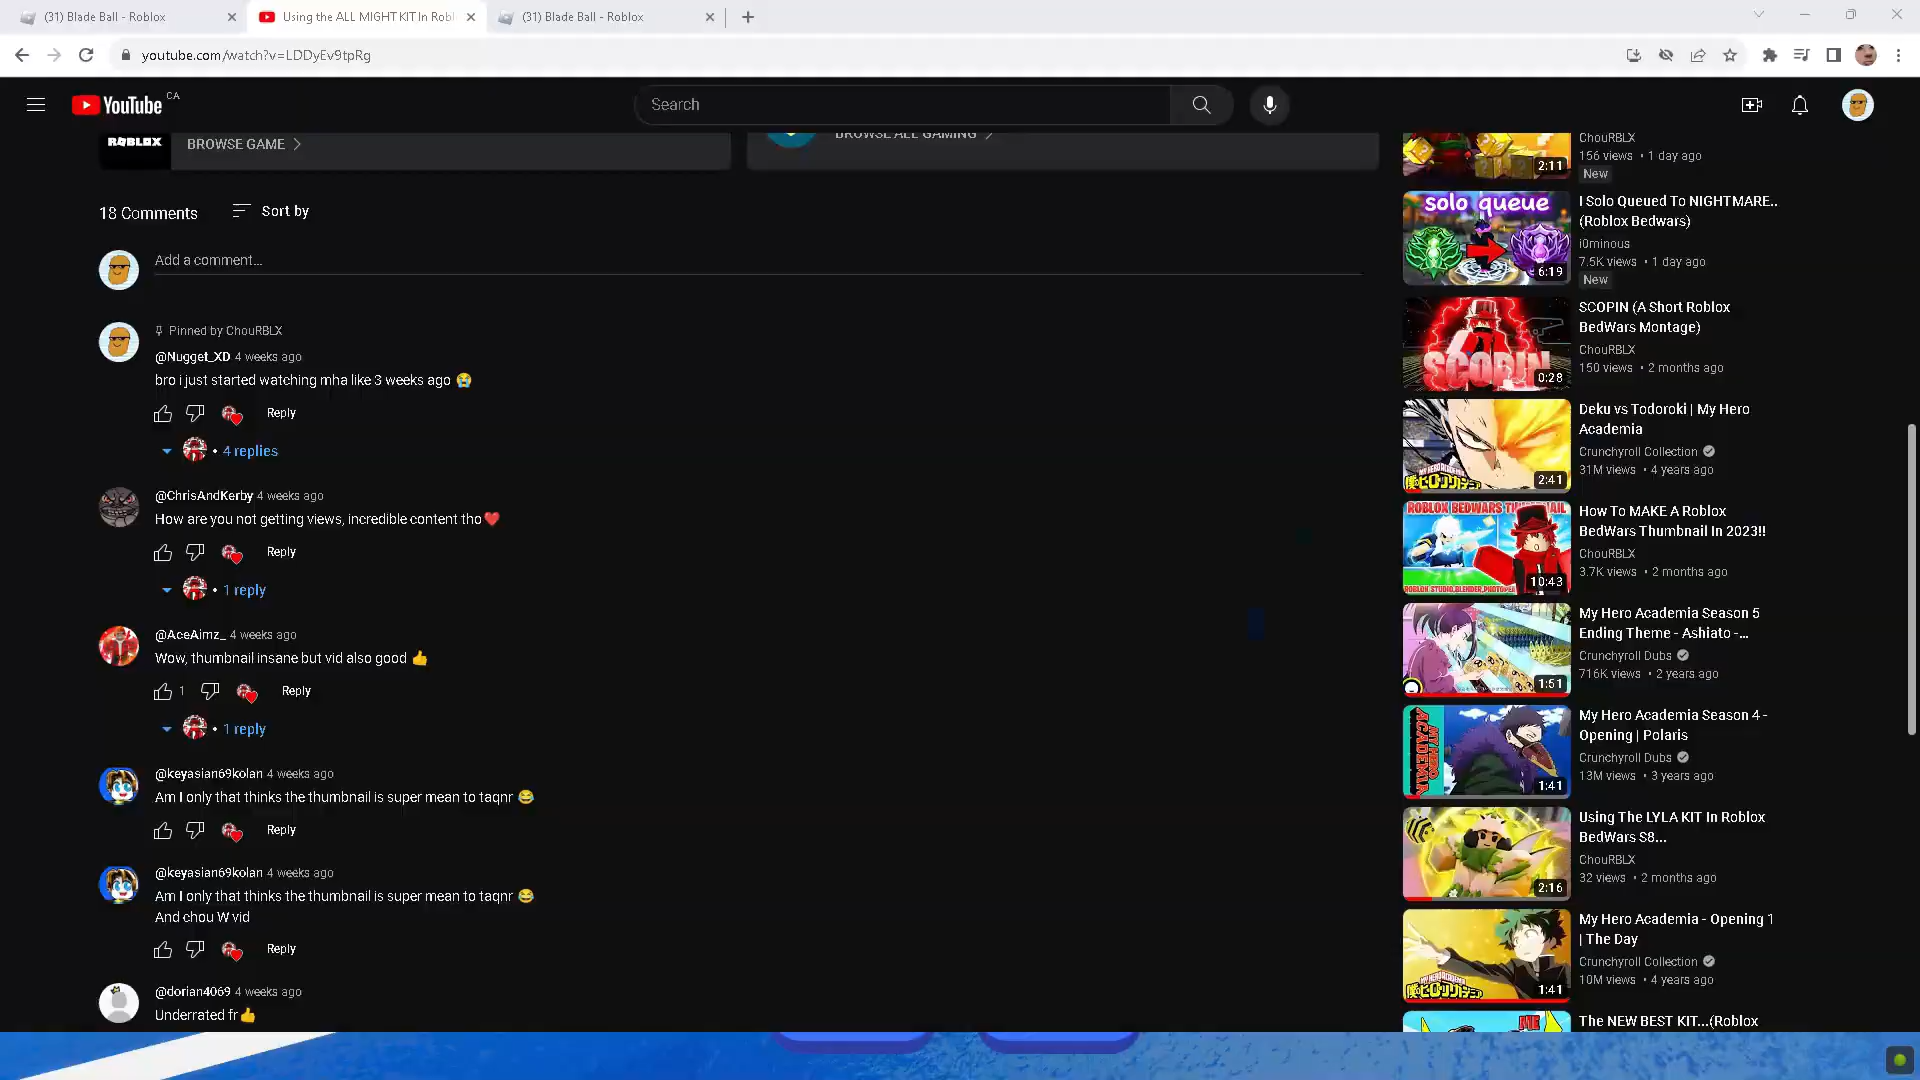 (31) Blade Ball - Roblox
Using the ALL MIGHT KIT In Robl
(31) Blade Ball - Roblox
youtube.com/watch?v=LDDyEv9tpRg
YouTube CA
Search
ROBLOX
BROWSE GAME
BROWSE ALL GAMING
18 Comments
Sort by
Add a comment...
Pinned by ChouRBLX
@Nugget_XD 4 weeks ago
bro i just started watching mha like 3 weeks ago 😭
Reply
• 4 replies
@ChrisAndKerby 4 weeks ago
How are you not getting views, incredible content tho❤️
Reply
• 1 reply
@AceAimz_ 4 weeks ago
Wow, thumbnail insane but vid also good 👍
1
Reply
• 1 reply
@keyasian69kolan 4 weeks ago
Am I only that thinks the thumbnail is super mean to taqnr 😂
Reply
@keyasian69kolan 4 weeks ago
Am I only that thinks the thumbnail is super mean to taqnr 😂
And chou W vid
Reply
@dorian4069 4 weeks ago
Underrated fr👍
2:11
ChouRBLX
156 views • 1 day ago
New
solo queue
6:19
I Solo Queued To NIGHTMARE..
(Roblox Bedwars)
i0minous
7.5K views • 1 day ago
New
SCOPIN
0:28
SCOPIN (A Short Roblox
BedWars Montage)
ChouRBLX
150 views • 2 months ago
2:41
Deku vs Todoroki | My Hero
Academia
Crunchyroll Collection
31M views • 4 years ago
ROBLOX BEDWARS THUMBNAIL
ROBLOX STUDIO,BLENDER,PHOTOPEA
10:43
How To MAKE A Roblox
BedWars Thumbnail In 2023!!
ChouRBLX
3.7K views • 2 months ago
1:51
My Hero Academia Season 5
Ending Theme - Ashiato -...
Crunchyroll Dubs
716K views • 2 years ago
MY HERO ACADEMIA
1:41
My Hero Academia Season 4 -
Opening | Polaris
Crunchyroll Dubs
13M views • 3 years ago
2:16
Using The LYLA KIT In Roblox
BedWars S8...
ChouRBLX
32 views • 2 months ago
1:41
My Hero Academia - Opening 1
| The Day
Crunchyroll Collection
10M views • 4 years ago
ME
The NEW BEST KIT...(Roblox